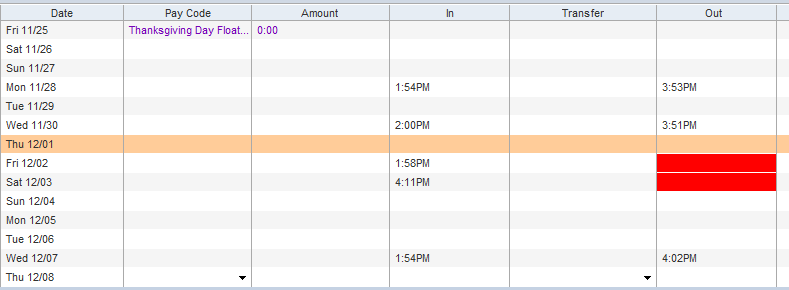 Date Pay Code Amount In Transfer Out
Fri 11/25 Thanksgiving Day Float... 0:00
Sat 11/26
Sun 11/27
Mon 11/28 1:54PM 3:53PM
Tue 11/29
Wed 11/30 2:00PM 3:51PM
Thu 12/01
Fri 12/02 1:58PM
Sat 12/03 4:11PM
Sun 12/04
Mon 12/05
Tue 12/06
Wed 12/07 1:54PM 4:02PM
Thu 12/08